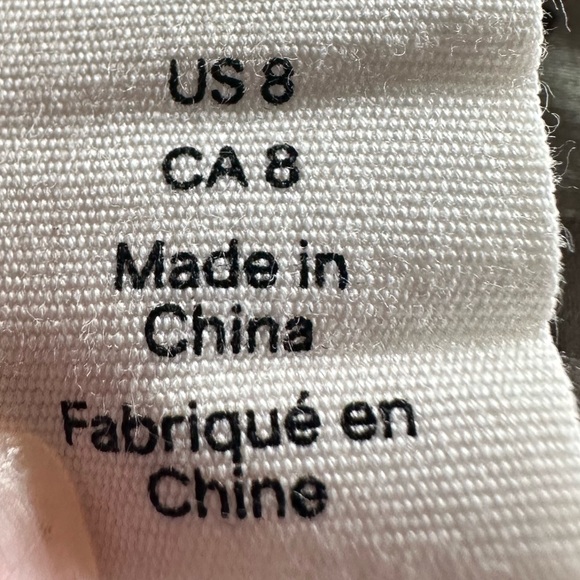 US 8
CA 8
Made in
China
Fabriqué en
Chine